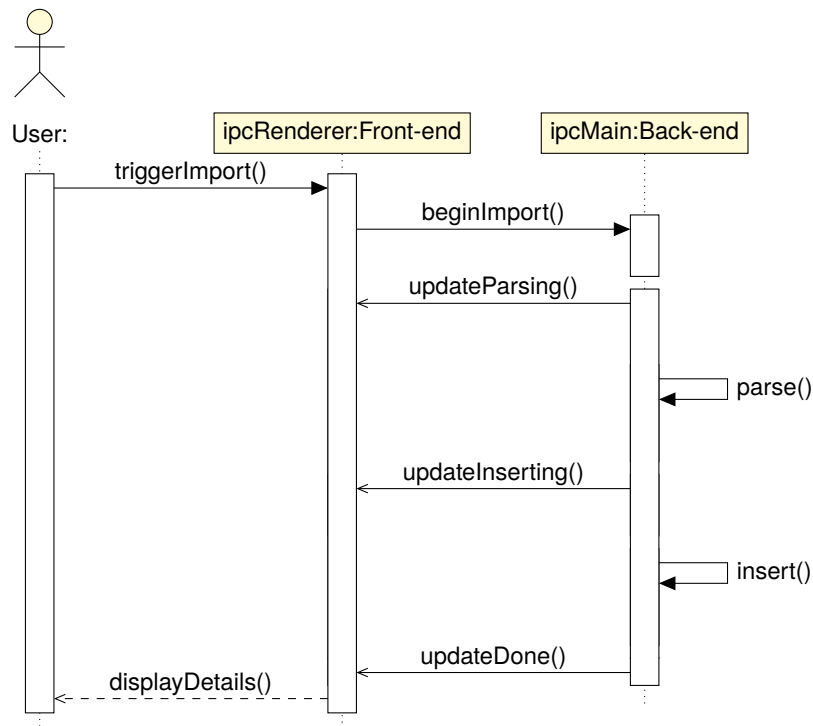 User:
ipcRenderer:Front-end
ipcMain:Back-end
triggerImport()
beginImport()
updateParsing()
parse()
updateInserting()
insert()
updateDone()
displayDetails()